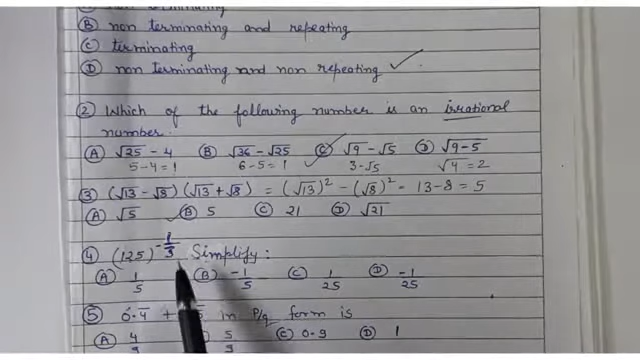 (B) non terminating and repeating
(C) terminating
(D) non terminating and non repeating ✓
(2) Which of the following number is an irrational
number.
(A) √25 - 4 (B) √36 - √25 (C) √9 - √5 (D) √9-5
5-4=1 6-5=1 3-√5 √4 = 2
(3) (√13 - √8) (√13 + √8) = (√13)² - (√8)² = 13-8 = 5
(A) √5 (B) 5 (C) 21 (D) √21
(4) (125)^-1/3 Simplify:
(A) 1/5 (B) -1/5 (C) 1/25 (D) -1/25
(5) in P/q form is
(A) 4/9 5/9 (C) 0.9 (D) 1